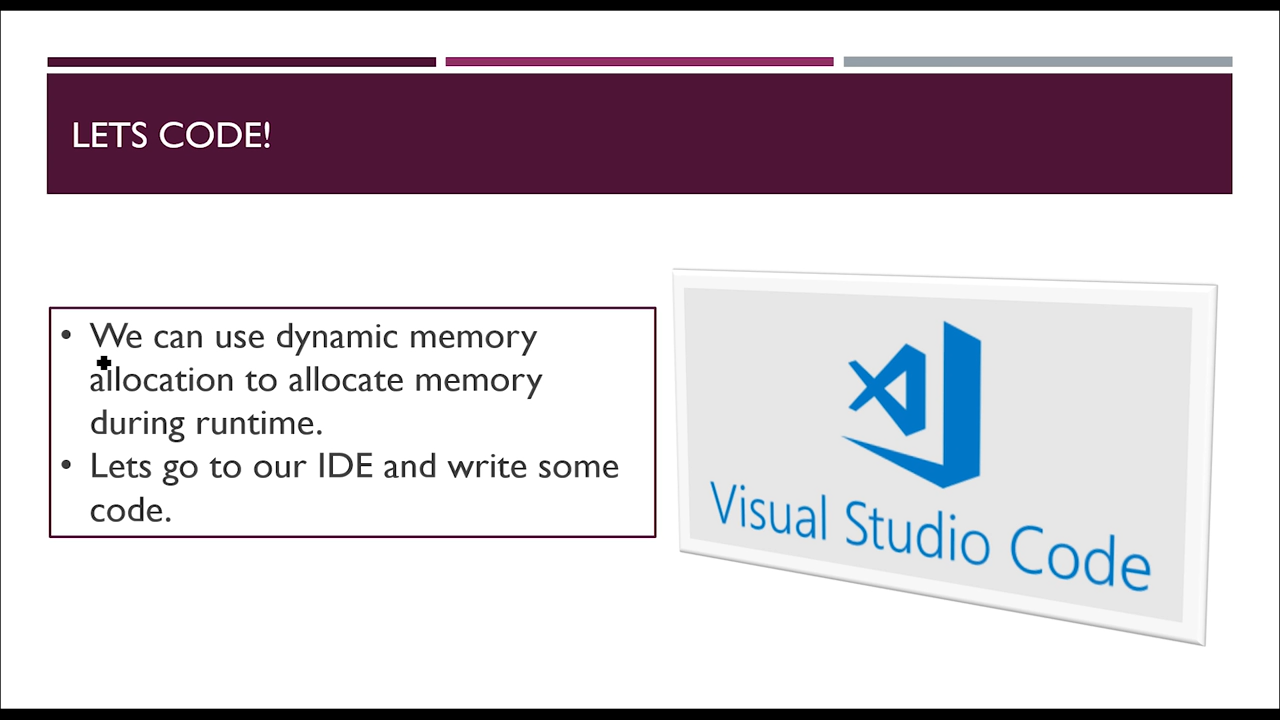 LETS CODE!
• We can use dynamic memory
allocation to allocate memory
during runtime.
• Lets go to our IDE and write some
code.
Visual Studio Code